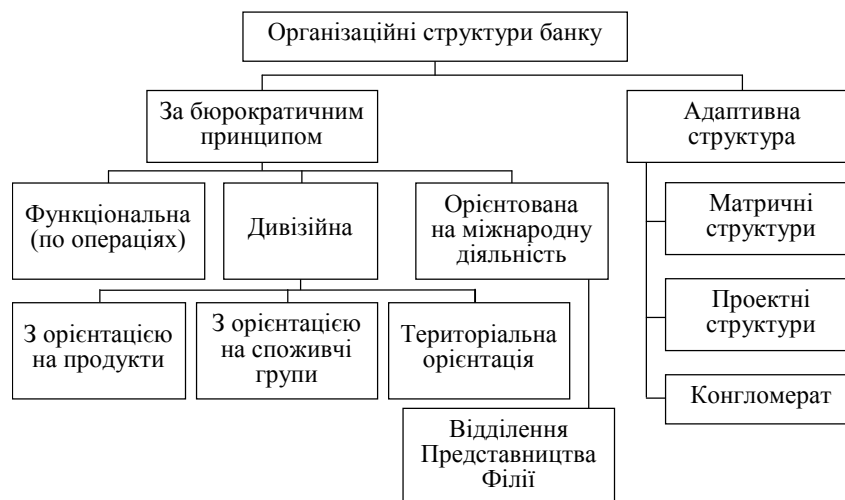 Організаційні структури банку
За бюрократичним
принципом
Адаптивна
структура
Функціональна
(по операціях)
Дивізійна
Орієнтована
на міжнародну
діяльність
Матричні
структури
З орієнтацією
на продукти
З орієнтацією
на споживчі
групи
Територіальна
орієнтація
Проектні
структури
Конгломерат
Відділення
Представництва
Філії